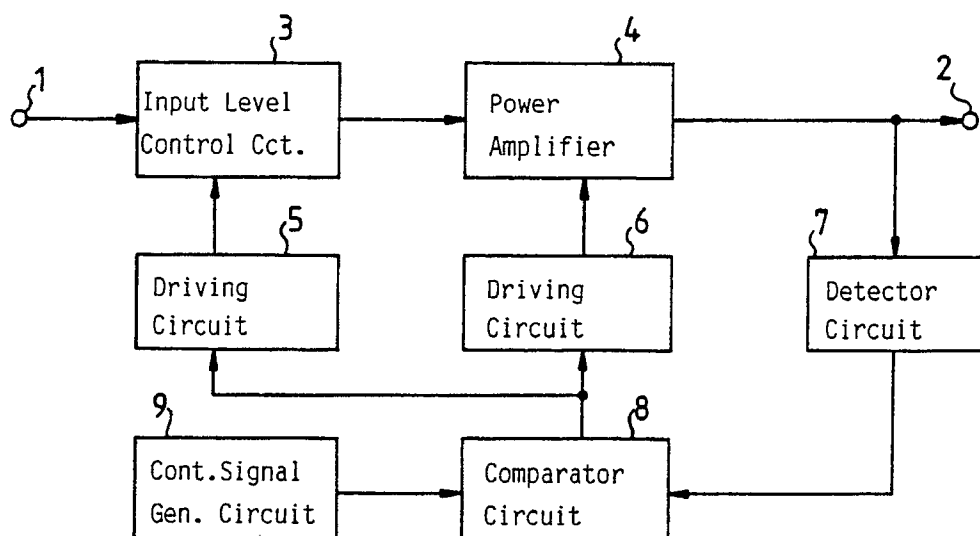 3
4
1
2
Input Level
Control Cct.
Power
Amplifier
5
6
7
Driving
Circuit
Driving
Circuit
Detector
Circuit
9
8
Cont.Signal
Gen. Circuit
Comparator
Circuit